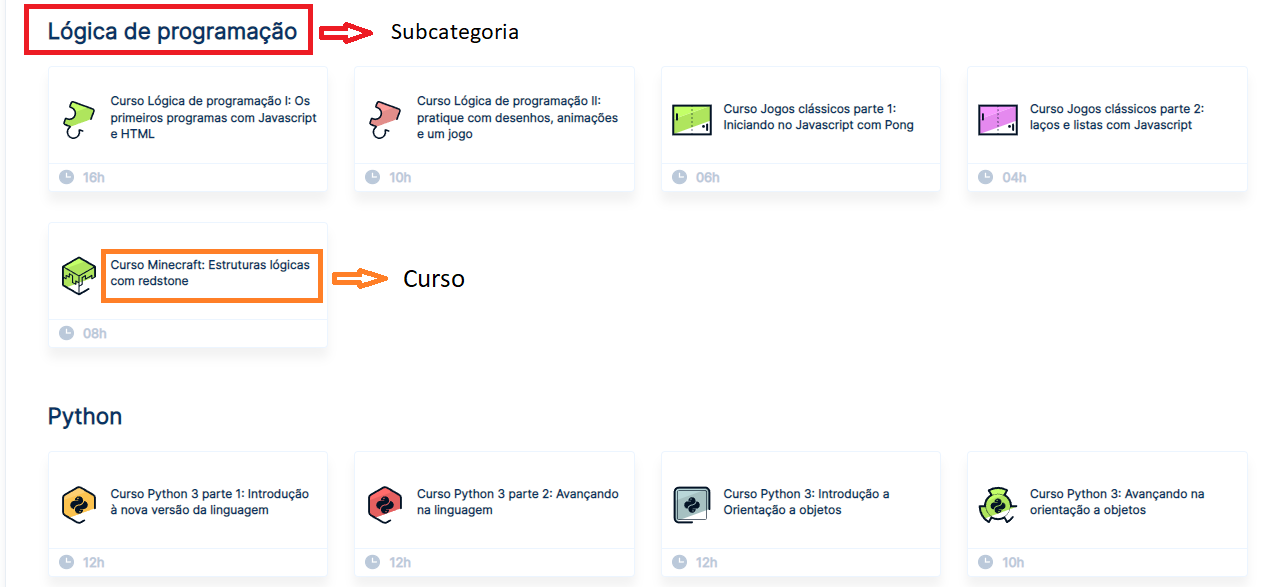 Lógica de programação
Subcategoria
Curso Lógica de programação I: Os
primeiros programas com Javascript
e HTML
16h
Curso Lógica de programação II:
pratique com desenhos, animações
e um jogo
10h
Curso Jogos clássicos parte 1:
Iniciando no Javascript com Pong
06h
Curso Jogos clássicos parte 2:
laços e listas com Javascript
04h
Curso Minecraft: Estruturas lógicas
com redstone
08h
Curso
Python
Curso Python 3 parte 1: Introdução
à nova versão da linguagem
12h
Curso Python 3 parte 2: Avançando
na linguagem
12h
Curso Python 3: Introdução a
Orientação a objetos
12h
Curso Python 3: Avançando na
orientação a objetos
10h